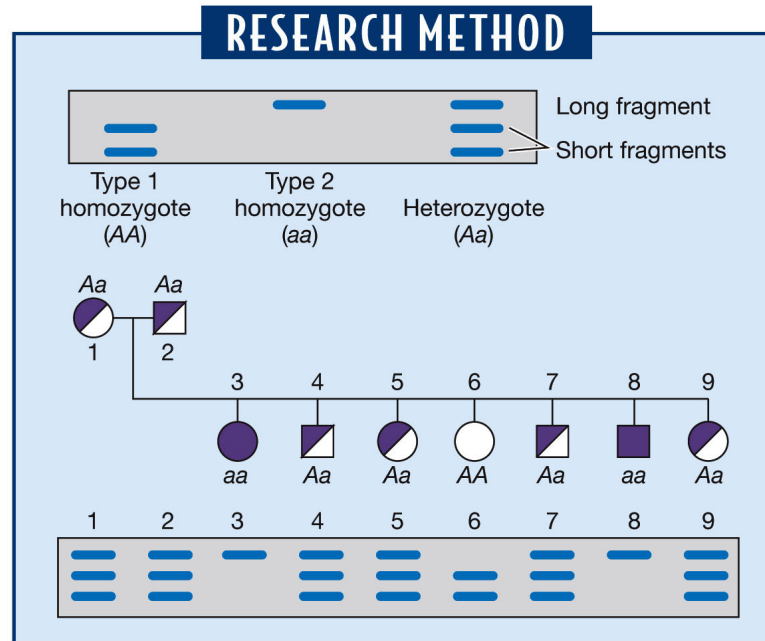 RESEARCH METHOD
Long fragment
Short fragments
Type 1
homozygote
(AA)
Type 2
homozygote
(aa)
Heterozygote
(Aa)
Aa Aa
1 2
3 4 5 6 7 8 9
aa Aa Aa AA Aa aa Aa
1 2 3 4 5 6 7 8 9